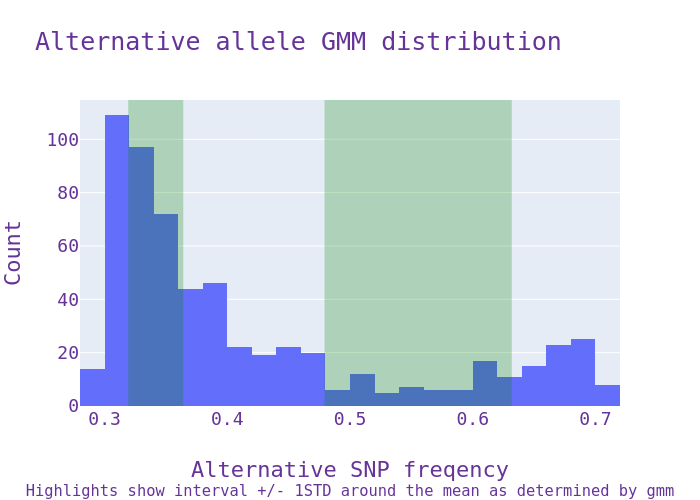 Alternative allele GMM distribution
Count
100
80
60
40
20
0
0.3 0.4 0.5 0.6 0.7
Alternative SNP freqency
Highlights show interval +/- 1STD around the mean as determined by gmm